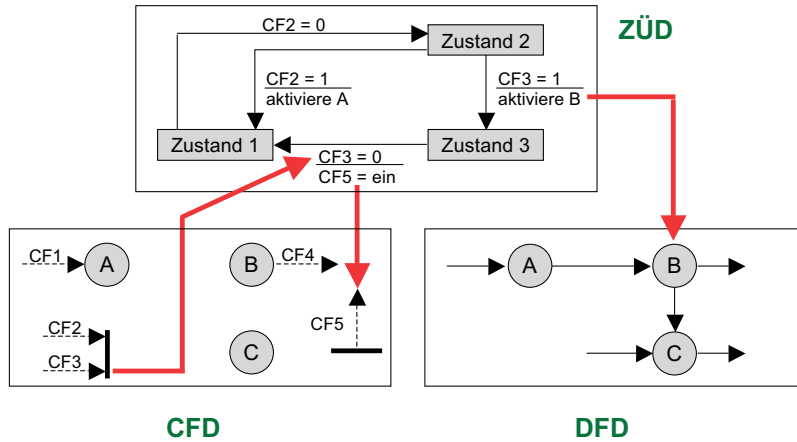 CF2 = 0
Zustand 2
ZÜD
CF2 = 1
aktiviere A
CF3 = 1
aktiviere B
Zustand 1
Zustand 3
CF3 = 0
CF5 = ein
CF1
A
B
CF4
CF2
CF3
C
CF5
A
B
C
CFD
DFD